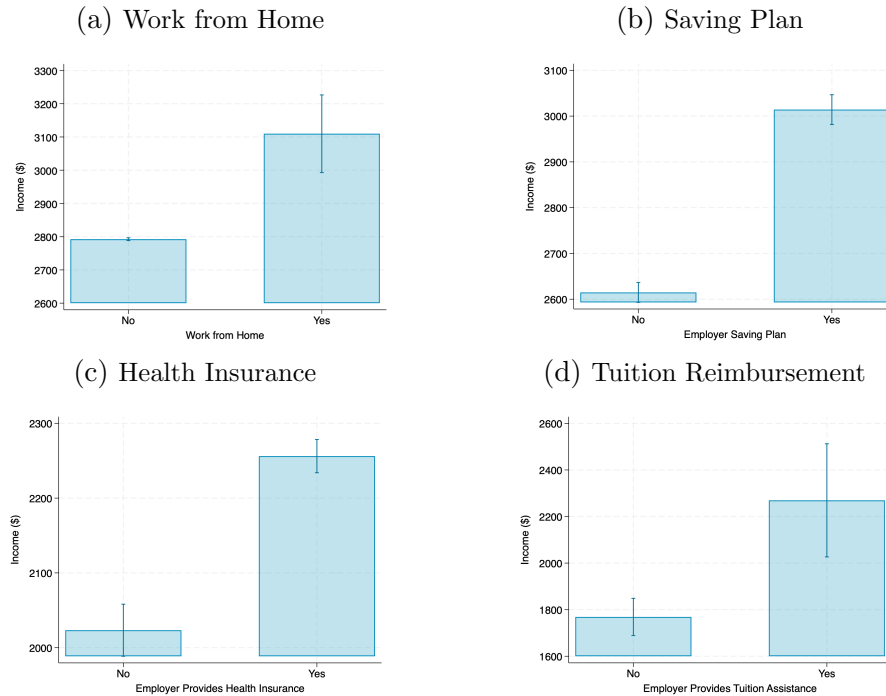 (a) Work from Home
3300
3200
3100
3000
2900
2800
2700
2600
Income ($)
No
Yes
Work from Home
(b) Saving Plan
3100
3000
2900
2800
2700
2600
Income ($)
No
Yes
Employer Saving Plan
(c) Health Insurance
2300
2200
2100
2000
Income ($)
No
Yes
Employer Provides Health Insurance
(d) Tuition Reimbursement
2600
2400
2200
2000
1800
1600
Income ($)
No
Yes
Employer Provides Tuition Assistance